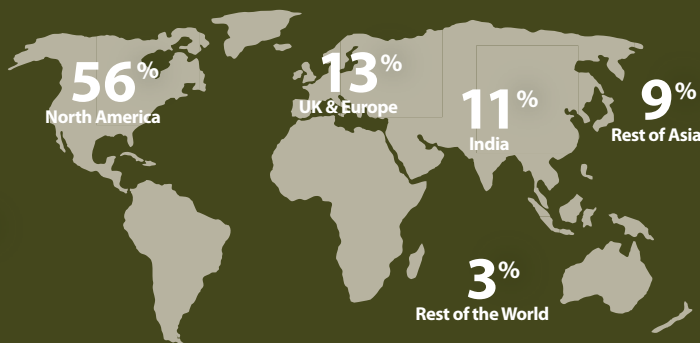 56%
North America
13%
UK & Europe
11%
India
9%
Rest of Asia
3%
Rest of the World